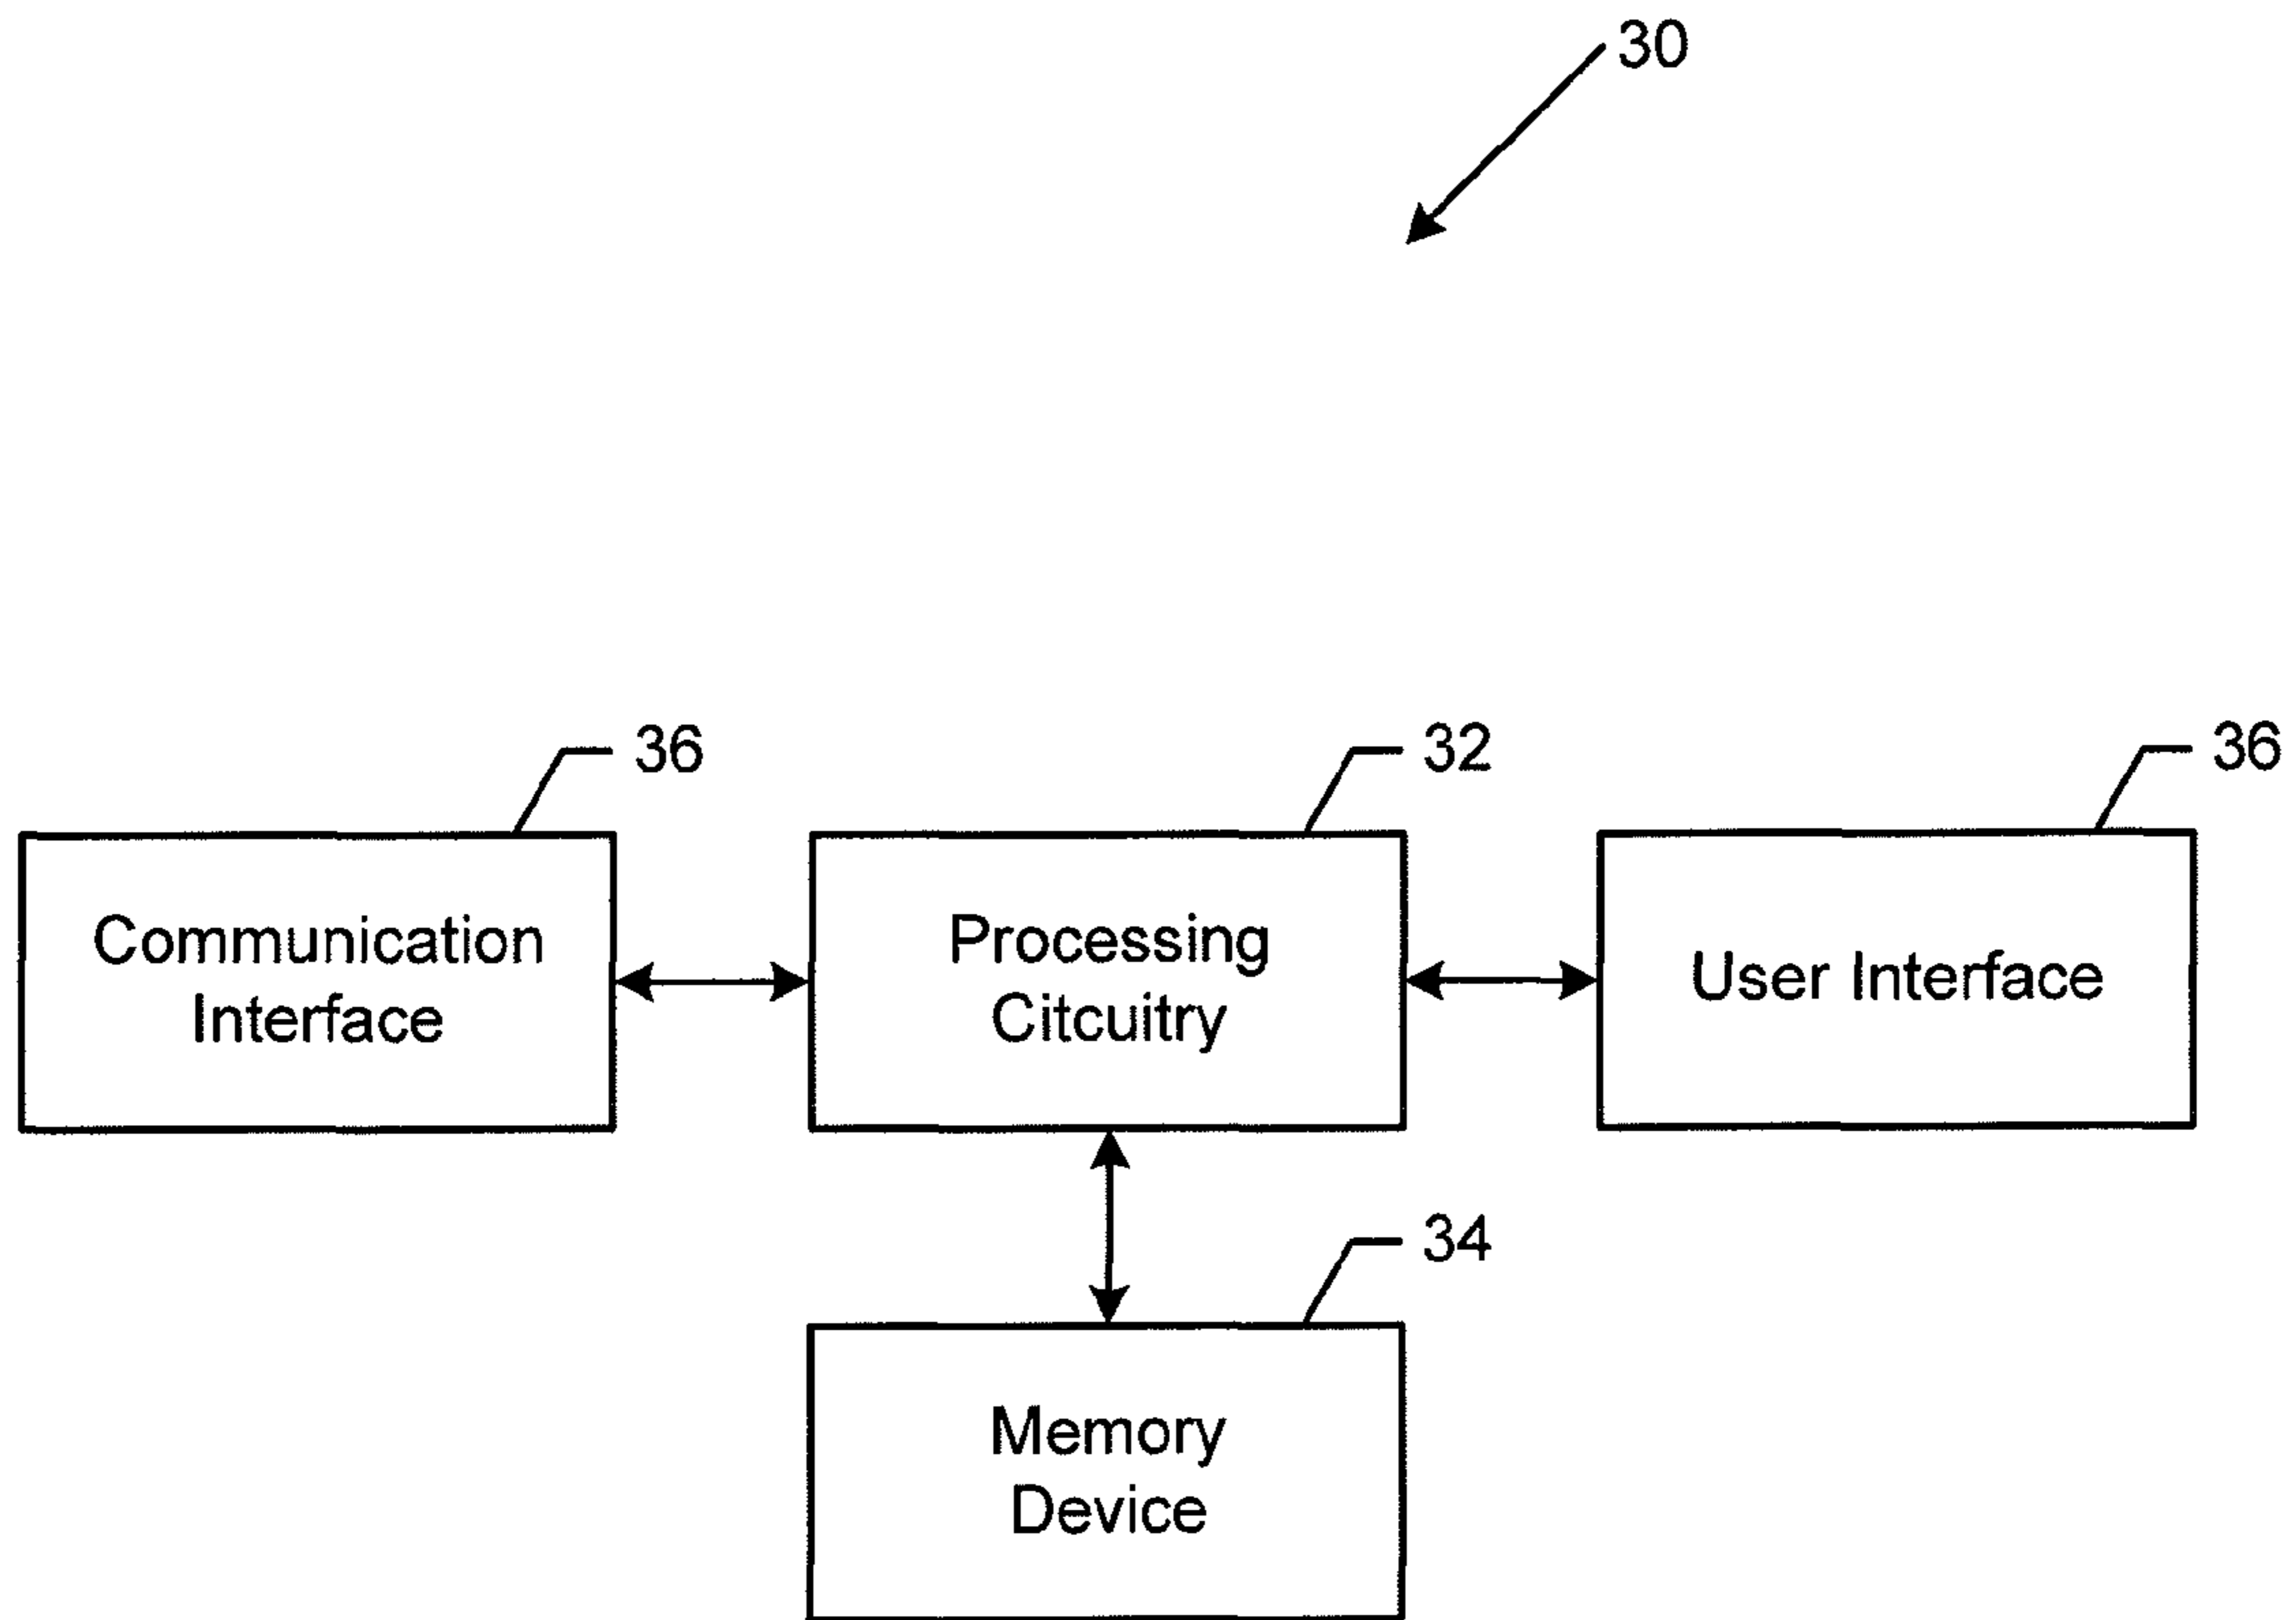 30
36
32
36
Communication
Interface
Processing
Citcuitry
User Interface
34
Memory
Device